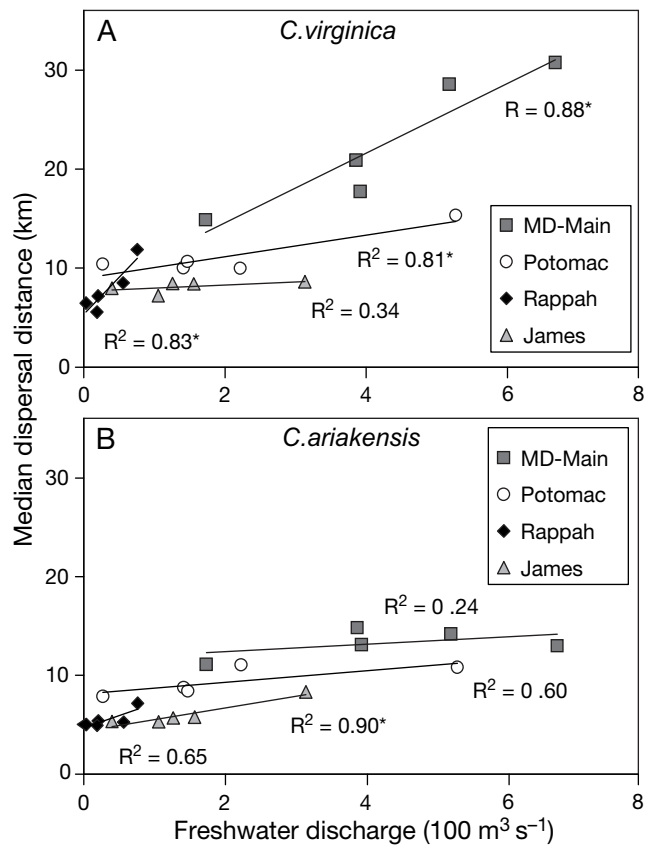 A
C.virginica
30
20
10
0
R = 0.88*
R² = 0.81*
R² = 0.34
R² = 0.83*
MD-Main
Potomac
Rappah
James
0 2 4 6 8
Median dispersal distance (km)
B
C.ariakensis
30
20
10
0
MD-Main
Potomac
Rappah
James
R² = 0 .24
R² = 0 .60
R² = 0.90*
R² = 0.65
0 2 4 6 8
Freshwater discharge (100 m³ s⁻¹)